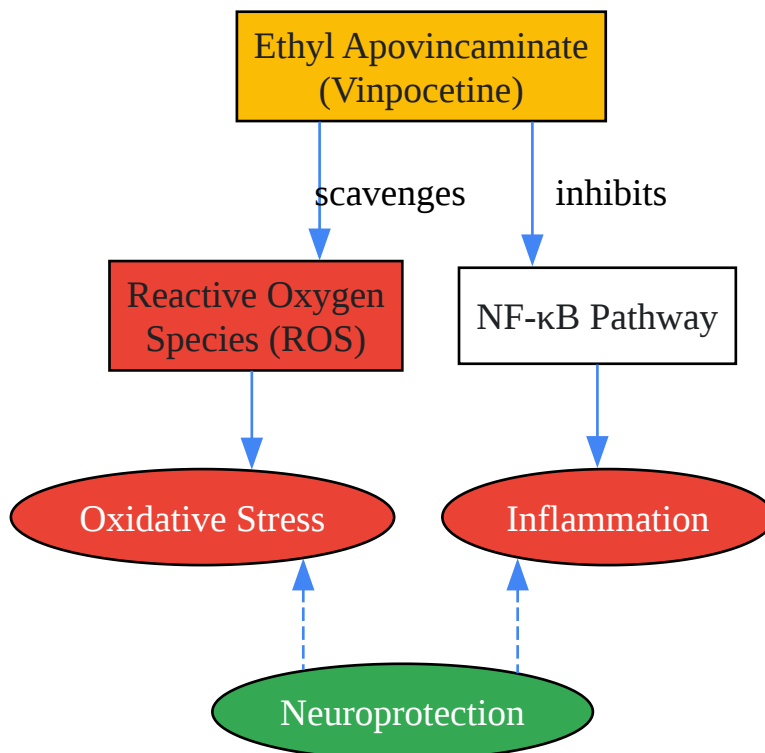 Ethyl Apovincaminate
(Vinpocetine)
scavenges
inhibits
Reactive Oxygen
Species (ROS)
NF-κB Pathway
Oxidative Stress
Inflammation
Neuroprotection